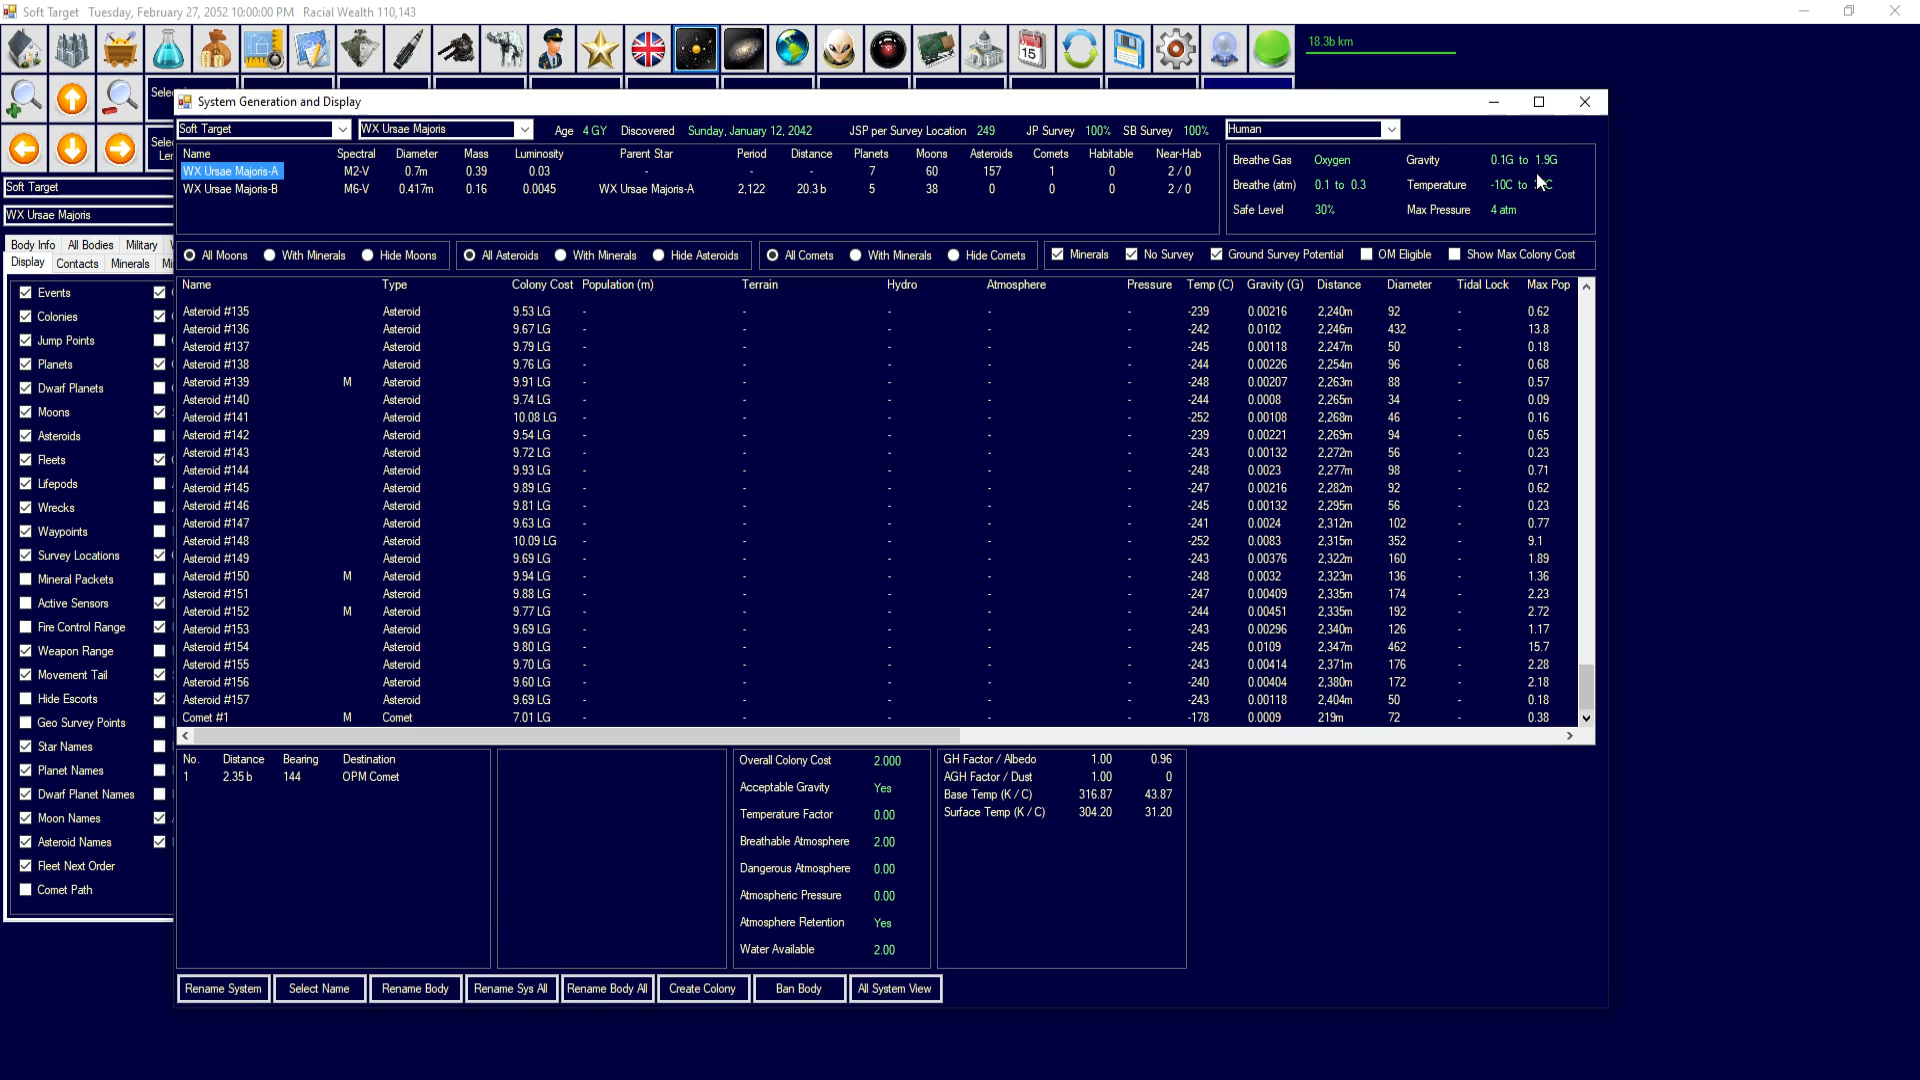 Soft Target Tuesday, February 27, 2052 10:00:00 PM Racial Wealth 110,143
18.3b km
System Generation and Display
Soft Target WX Ursae Majoris Age 4 GY Discovered Sunday, January 12, 2042 JSP per Survey Location 249 JP Survey 100% SB Survey 100% Human
Name Spectral Diameter Mass Luminosity Parent Star Period Distance Planets Moons Asteroids Comets Habitable Near-Hab
WX Ursae Majoris-A M2-V 0.7m 0.39 0.03 - - - 7 60 157 1 0 2 / 0
WX Ursae Majoris-B M6-V 0.417m 0.16 0.0045 WX Ursae Majoris-A 2,122 20.3 b 5 38 0 0 0 2 / 0
Breathe Gas Oxygen Gravity 0.1G to 1.9G
Breathe (atm) 0.1 to 0.3 Temperature -10C to
Safe Level 30% Max Pressure 4 atm
Soft Target
WX Ursae Majoris
Body Info All Bodies Military
Display Contacts Minerals
Events
Colonies
Jump Points
Planets
Dwarf Planets
Moons
Asteroids
Fleets
Lifepods
Wrecks
Waypoints
Survey Locations
Mineral Packets
Active Sensors
Fire Control Range
Weapon Range
Movement Tail
Hide Escorts
Geo Survey Points
Star Names
Planet Names
Dwarf Planet Names
Moon Names
Asteroid Names
Fleet Next Order
Comet Path
All Moons With Minerals Hide Moons All Asteroids With Minerals Hide Asteroids All Comets With Minerals Hide Comets Minerals No Survey Ground Survey Potential OM Eligible Show Max Colony Cost
Name Type Colony Cost Population (m) Terrain Hydro Atmosphere Pressure Temp (C) Gravity (G) Distance Diameter Tidal Lock Max Pop
Asteroid #135 Asteroid 9.53 LG - - - - - -239 0.00216 2,240m 92 - 0.62
Asteroid #136 Asteroid 9.67 LG - - - - - -242 0.0102 2,246m 432 - 13.8
Asteroid #137 Asteroid 9.79 LG - - - - - -245 0.00118 2,247m 50 - 0.18
Asteroid #138 Asteroid 9.76 LG - - - - - -244 0.00226 2,254m 96 - 0.68
Asteroid #139 M Asteroid 9.91 LG - - - - - -248 0.00207 2,263m 88 - 0.57
Asteroid #140 Asteroid 9.74 LG - - - - - -244 0.0008 2,265m 34 - 0.09
Asteroid #141 Asteroid 10.08 LG - - - - - -252 0.00108 2,268m 46 - 0.16
Asteroid #142 Asteroid 9.54 LG - - - - - -239 0.00221 2,269m 94 - 0.65
Asteroid #143 Asteroid 9.72 LG - - - - - -243 0.00132 2,272m 56 - 0.23
Asteroid #144 Asteroid 9.93 LG - - - - - -248 0.0023 2,277m 98 - 0.71
Asteroid #145 Asteroid 9.89 LG - - - - - -247 0.00216 2,282m 92 - 0.62
Asteroid #146 Asteroid 9.81 LG - - - - - -245 0.00132 2,295m 56 - 0.23
Asteroid #147 Asteroid 9.63 LG - - - - - -241 0.0024 2,312m 102 - 0.77
Asteroid #148 Asteroid 10.09 LG - - - - - -252 0.0083 2,315m 352 - 9.1
Asteroid #149 Asteroid 9.69 LG - - - - - -243 0.00376 2,322m 160 - 1.89
Asteroid #150 M Asteroid 9.94 LG - - - - - -248 0.0032 2,323m 136 - 1.36
Asteroid #151 Asteroid 9.88 LG - - - - - -247 0.00409 2,335m 174 - 2.23
Asteroid #152 M Asteroid 9.77 LG - - - - - -244 0.00451 2,335m 192 - 2.72
Asteroid #153 Asteroid 9.69 LG - - - - - -243 0.00296 2,340m 126 - 1.17
Asteroid #154 Asteroid 9.80 LG - - - - - -245 0.0109 2,347m 462 - 15.7
Asteroid #155 Asteroid 9.70 LG - - - - - -243 0.00414 2,371m 176 - 2.28
Asteroid #156 Asteroid 9.60 LG - - - - - -240 0.00404 2,380m 172 - 2.18
Asteroid #157 Asteroid 9.69 LG - - - - - -243 0.00118 2,404m 50 - 0.18
Comet #1 M Comet 7.01 LG - - - - - -178 0.0009 219m 72 - 0.38
No. Distance Bearing Destination
1 2.35 b 144 OPM Comet
Overall Colony Cost 2.000
Acceptable Gravity Yes
Temperature Factor 0.00
Breathable Atmosphere 2.00
Dangerous Atmosphere 0.00
Atmospheric Pressure 0.00
Atmosphere Retention Yes
Water Available 2.00
GH Factor / Albedo 1.00 0.96
AGH Factor / Dust 1.00 0
Base Temp (K / C) 316.87 43.87
Surface Temp (K / C) 304.20 31.20
Rename System Select Name Rename Body Rename Sys All Rename Body All Create Colony Ban Body All System View